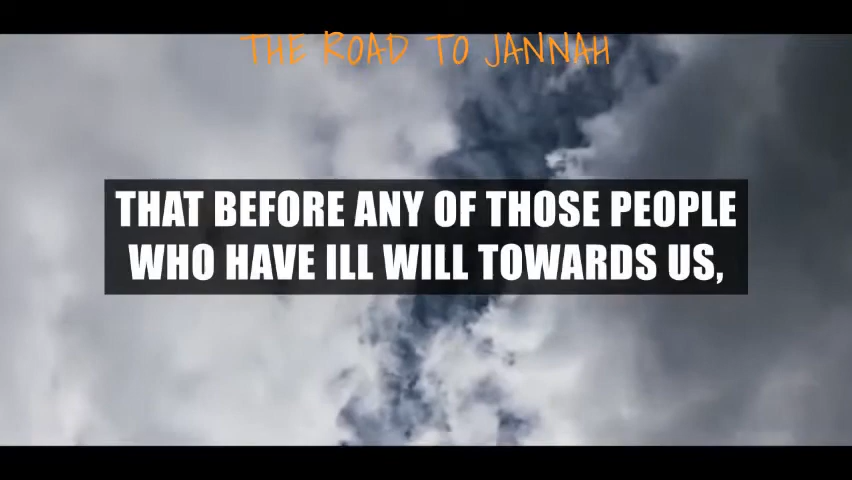 THE ROAD TO JANNAH
THAT BEFORE ANY OF THOSE PEOPLE
WHO HAVE ILL WILL TOWARDS US,